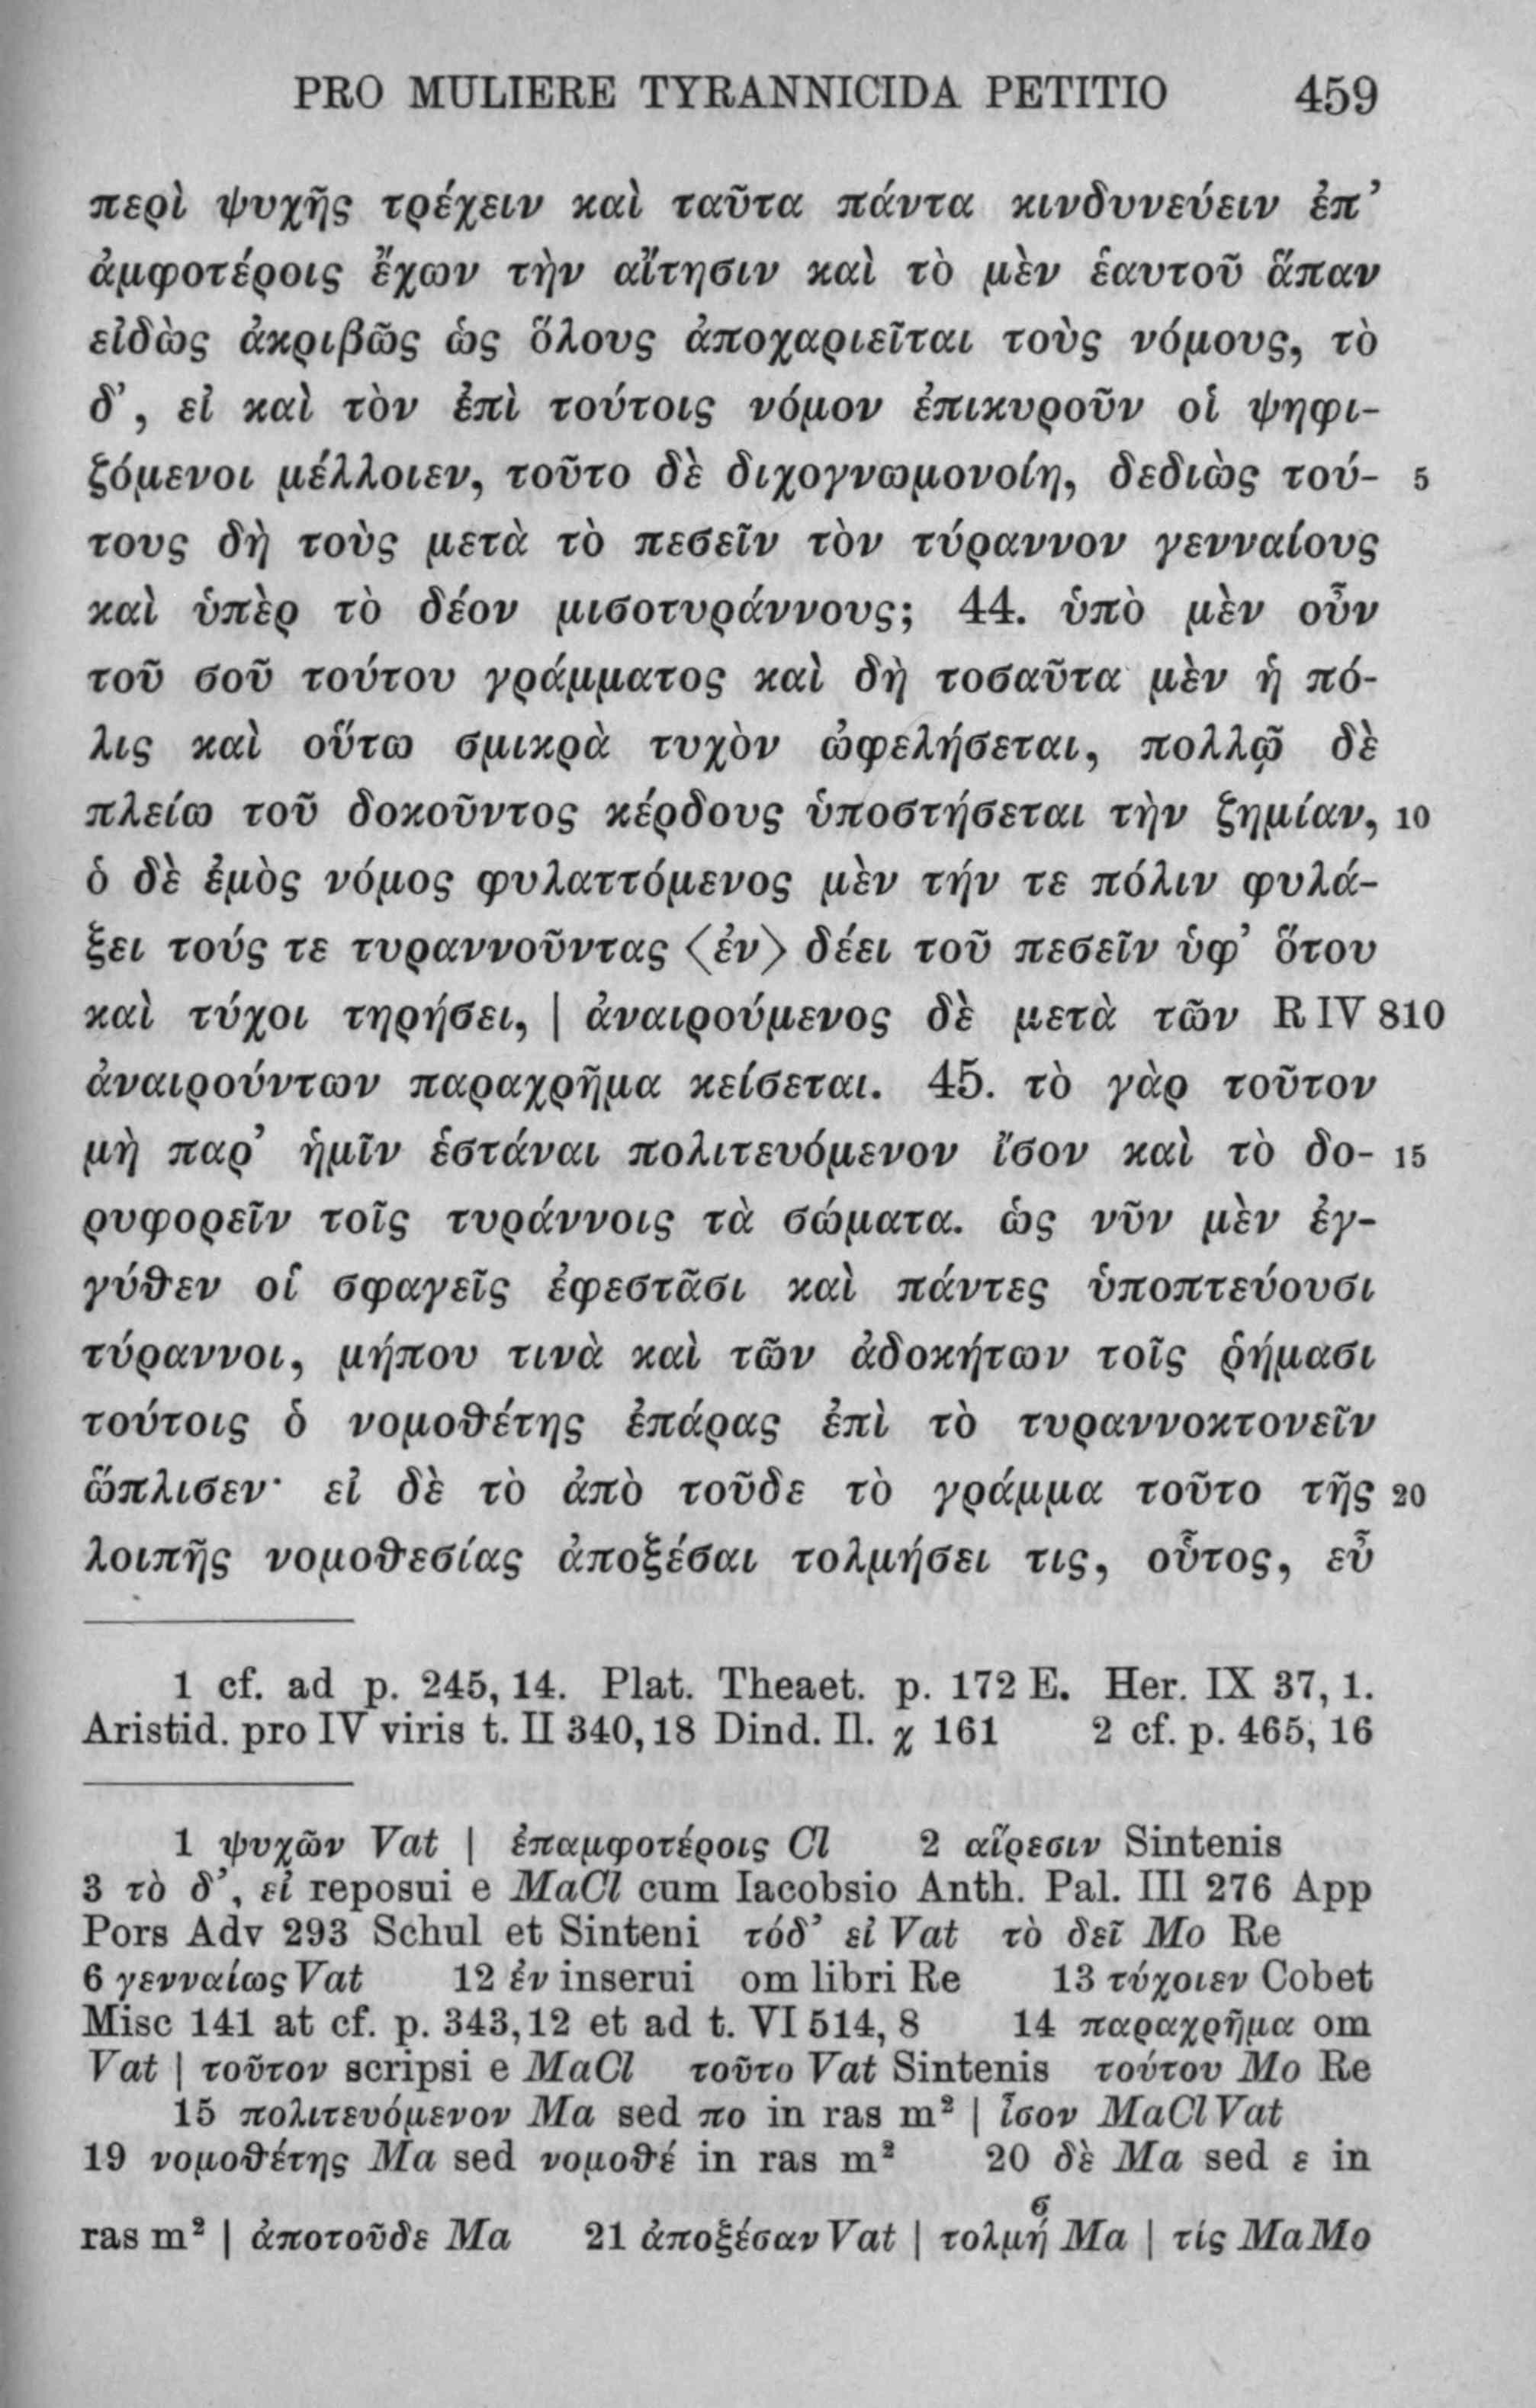 PRO MULIERE TYRANNICIDA PETITIO 459
περὶ ψυχῆς τρέχειν καὶ ταῦτα πάντα κινδυνεύειν ἐπ’
ἀμφοτέροις ἔχων τὴν αἴτησιν καὶ τὸ μὲν ἑαυτοῦ ἅπαν
εἰδὼς ἀκριβῶς ὡς ὅλους ἀποχαριεῖται τοὺς νόμους, τὸ
δ’, εἰ καὶ τὸν ἐπὶ τούτοις νόμον ἐπικυροῦν οἱ ψηφι-
ζόμενοι μέλλοιεν, τοῦτο δὲ διχογνωμονοίη, δεδιὼς τού- 5
τους δὴ τοὺς μετὰ τὸ πεσεῖν τὸν τύραννον γενναίους
καὶ ὑπὲρ τὸ δέον μισοτυράννους; 44. ὑπὸ μὲν οὖν
τοῦ σοῦ τούτου γράμματος καὶ δὴ τοσαῦτα μὲν ἡ πό-
λις καὶ οὕτω σμικρὰ τυχὸν ὠφελήσεται, πολλῷ δὲ
πλείω τοῦ δοκοῦντος κέρδους ὑποστήσεται τὴν ζημίαν, 10
ὁ δὲ ἐμὸς νόμος φυλαττόμενος μὲν τήν τε πόλιν φυλά-
ξει τούς τε τυραννοῦντας ⟨ἐν⟩ δέει τοῦ πεσεῖν ὑφ’ ὅτου
καὶ τύχοι τηρήσει, | ἀναιρούμενος δὲ μετὰ τῶν R IV 810
ἀναιρούντων παραχρῆμα κείσεται. 45. τὸ γὰρ τοῦτον
μὴ παρ’ ἡμῖν ἑστάναι πολιτευόμενον ἴσον καὶ τὸ δο- 15
ρυφορεῖν τοῖς τυράννοις τὰ σώματα. ὡς νῦν μὲν ἐγ-
γύθεν οἱ σφαγεῖς ἐφεστᾶσι καὶ πάντες ὑποπτεύουσι
τύραννοι, μήπου τινὰ καὶ τῶν ἀδοκήτων τοῖς ῥήμασι
τούτοις ὁ νομοθέτης ἐπάρας ἐπὶ τὸ τυραννοκτονεῖν
ὥπλισεν· εἰ δὲ τὸ ἀπὸ τοῦδε τὸ γράμμα τοῦτο τῆς 20
λοιπῆς νομοθεσίας ἀποξέσαι τολμήσει τις, οὗτος, εὖ
1 cf. ad p. 245, 14. Plat. Theaet. p. 172 E. Her. IX 37, 1.
Aristid. pro IV viris t. II 340, 18 Dind. Il. χ 161 2 cf. p. 465, 16
1 ψυχῶν Vat | ἐπαμφοτέροις Cl 2 αἵρεσιν Sintenis
3 τὸ δ’, εἰ reposui e MaCl cum Iacobsio Anth. Pal. III 276 App
Pors Adv 293 Schul et Sinteni τόδ’ εἰ Vat τὸ δεῖ Mo Re
6 γενναίως Vat 12 ἐν inserui om libri Re 13 τύχοιεν Cobet
Misc 141 at cf. p. 343, 12 et ad t. VI 514, 8 14 παραχρῆμα om
Vat | τοῦτον scripsi e MaCl τοῦτο Vat Sintenis τούτου Mo Re
15 πολιτευόμενον Ma sed πο in ras m² | ἶσον MaClVat
19 νομοθέτης Ma sed νομοθέ in ras m² 20 δὲ Ma sed ε in
ras m² | ἀποτοῦδε Ma 21 ἀποξέσαν Vat | τολμή^σ Ma | τίς MaMo